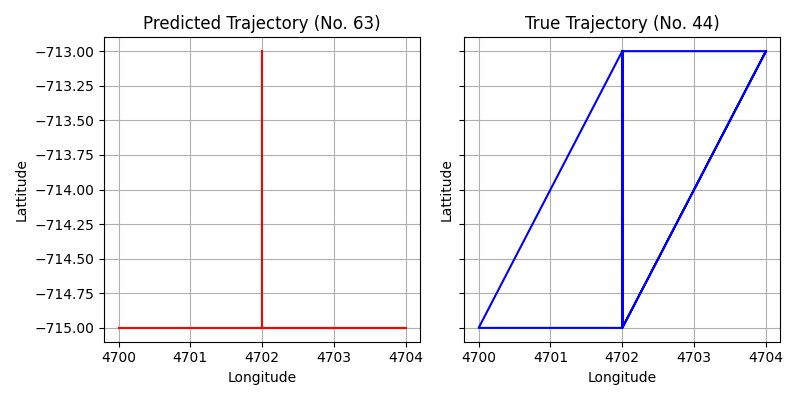 Predicted Trajectory (No. 63)
−713.00
−713.25
−713.50
−713.75
−714.00
−714.25
−714.50
−714.75
−715.00
Lattitude
4700 4701 4702 4703 4704
Longitude
True Trajectory (No. 44)
Lattitude
4700 4701 4702 4703 4704
Longitude